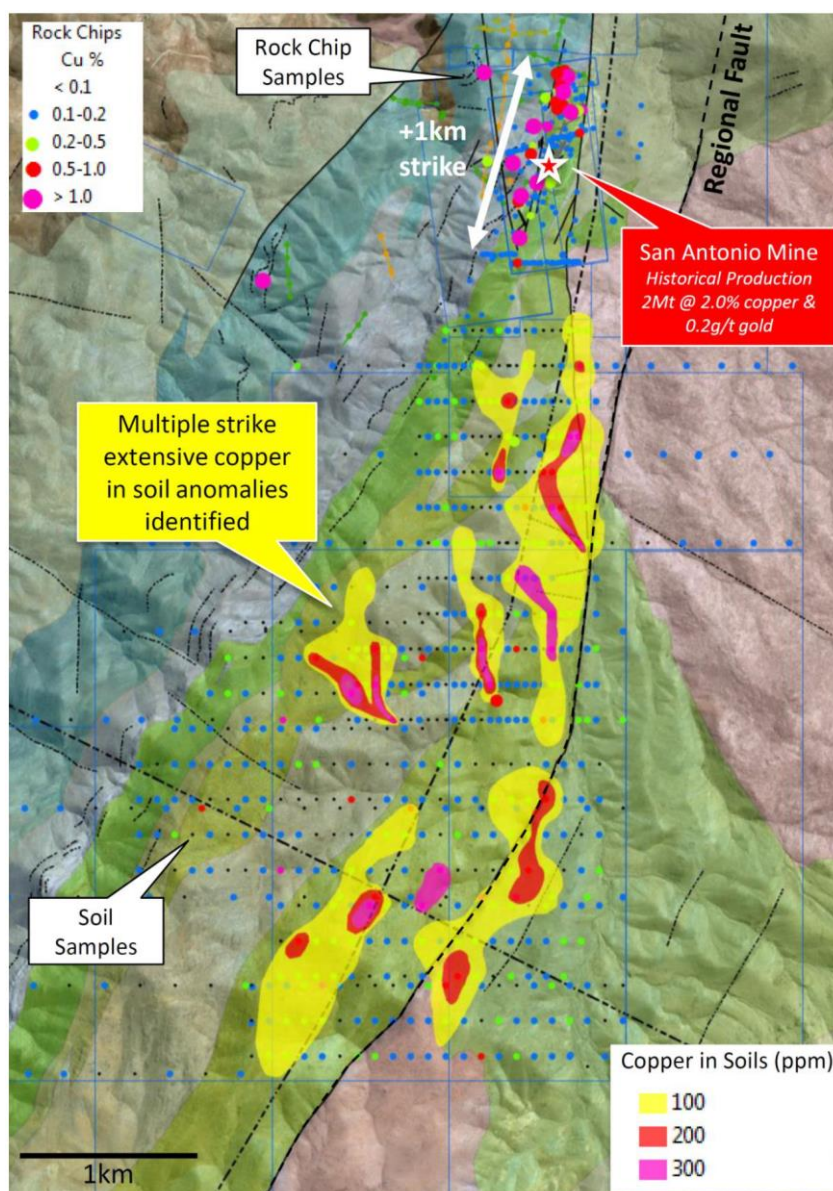 Rock Chips
Cu %
< 0.1
0.1-0.2
0.2-0.5
0.5-1.0
> 1.0
Rock Chip
Samples
+1km
strike
Regional Fault
San Antonio Mine
Historical Production
2Mt @ 2.0% copper &
0.2g/t gold
Multiple strike
extensive copper
in soil anomalies
identified
Soil
Samples
Copper in Soils (ppm)
100
200
300
1km